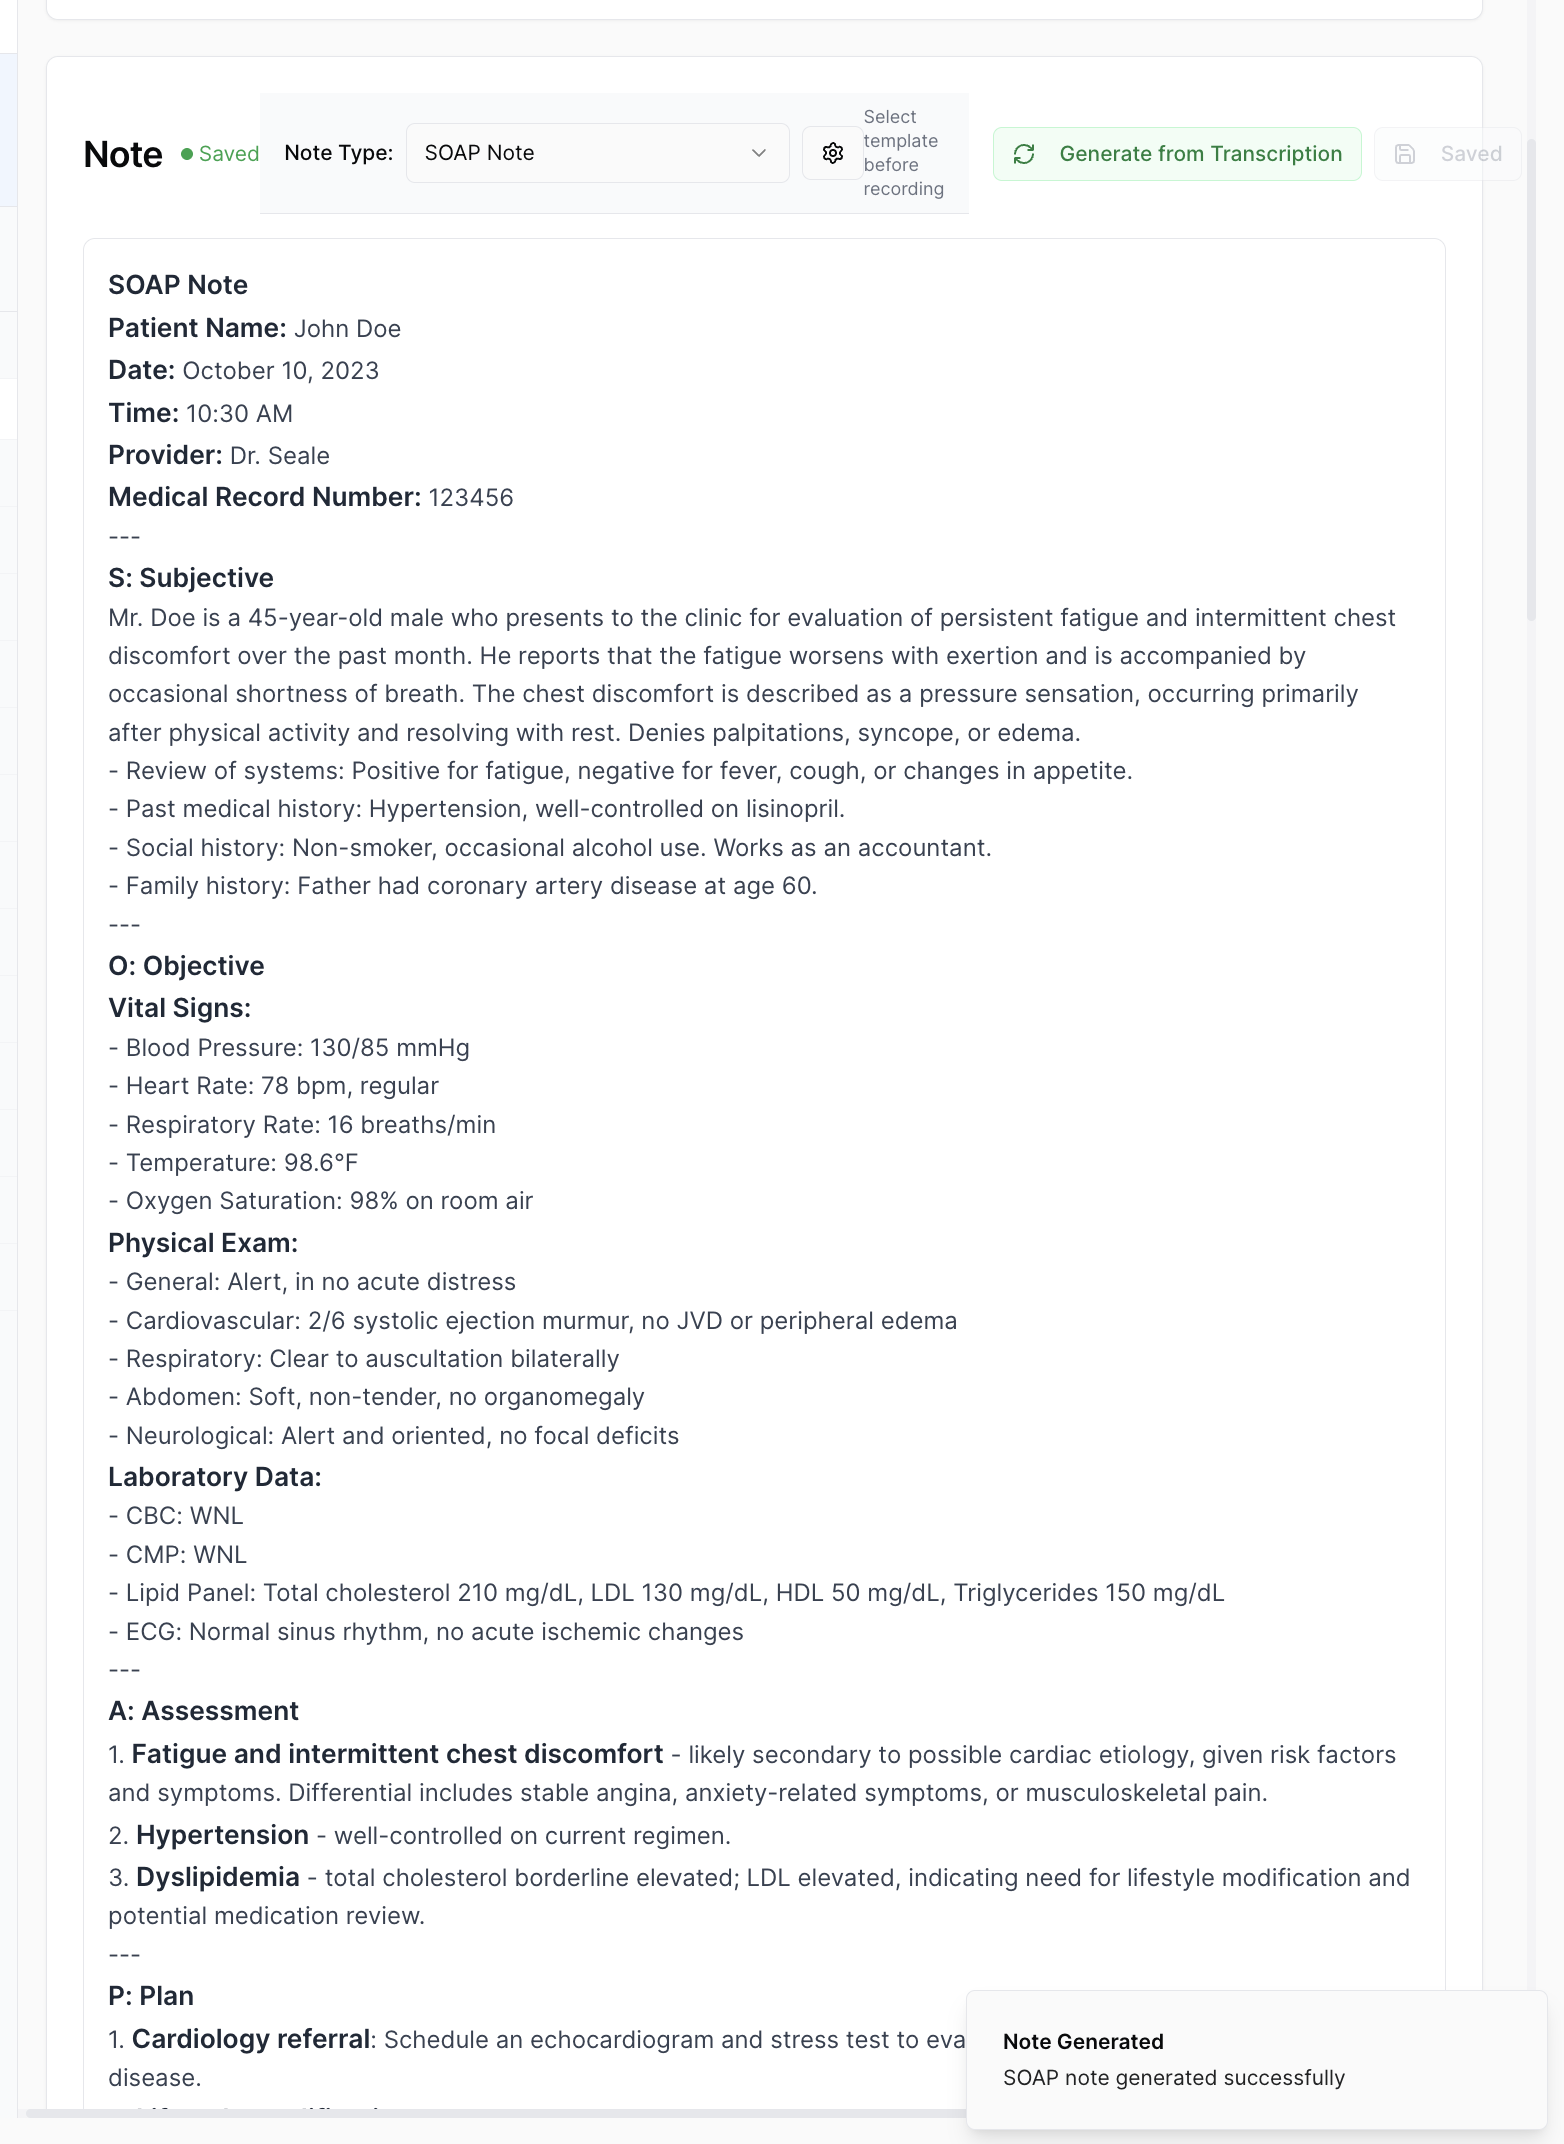 Note
Saved
Note Type:
SOAP Note
Select
template
before
recording
Generate from Transcription
Saved
SOAP Note
Patient Name: John Doe
Date: October 10, 2023
Time: 10:30 AM
Provider: Dr. Seale
Medical Record Number: 123456
---
S: Subjective
Mr. Doe is a 45-year-old male who presents to the clinic for evaluation of persistent fatigue and intermittent chest
discomfort over the past month. He reports that the fatigue worsens with exertion and is accompanied by
occasional shortness of breath. The chest discomfort is described as a pressure sensation, occurring primarily
after physical activity and resolving with rest. Denies palpitations, syncope, or edema.
- Review of systems: Positive for fatigue, negative for fever, cough, or changes in appetite.
- Past medical history: Hypertension, well-controlled on lisinopril.
- Social history: Non-smoker, occasional alcohol use. Works as an accountant.
- Family history: Father had coronary artery disease at age 60.
---
O: Objective
Vital Signs:
- Blood Pressure: 130/85 mmHg
- Heart Rate: 78 bpm, regular
- Respiratory Rate: 16 breaths/min
- Temperature: 98.6°F
- Oxygen Saturation: 98% on room air
Physical Exam:
- General: Alert, in no acute distress
- Cardiovascular: 2/6 systolic ejection murmur, no JVD or peripheral edema
- Respiratory: Clear to auscultation bilaterally
- Abdomen: Soft, non-tender, no organomegaly
- Neurological: Alert and oriented, no focal deficits
Laboratory Data:
- CBC: WNL
- CMP: WNL
- Lipid Panel: Total cholesterol 210 mg/dL, LDL 130 mg/dL, HDL 50 mg/dL, Triglycerides 150 mg/dL
- ECG: Normal sinus rhythm, no acute ischemic changes
---
A: Assessment
1. Fatigue and intermittent chest discomfort - likely secondary to possible cardiac etiology, given risk factors
and symptoms. Differential includes stable angina, anxiety-related symptoms, or musculoskeletal pain.
2. Hypertension - well-controlled on current regimen.
3. Dyslipidemia - total cholesterol borderline elevated; LDL elevated, indicating need for lifestyle modification and
potential medication review.
---
P: Plan
1. Cardiology referral: Schedule an echocardiogram and stress test to eva
disease.
Note Generated
SOAP note generated successfully